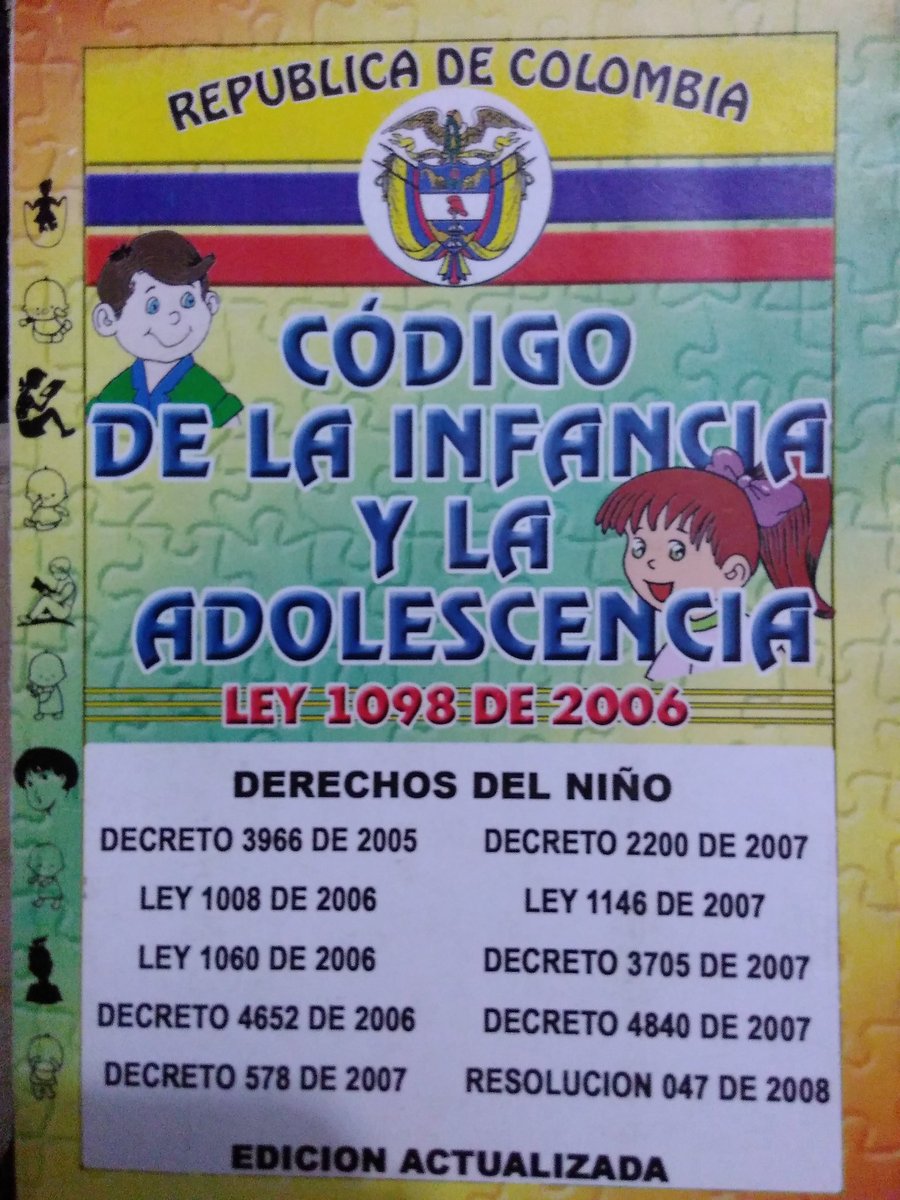 REPUBLICA DE COLOMBIA
CÓDIGO
DE LA INFANCIA
Y LA
ADOLESCENCIA
LEY 1098 DE 2006
DERECHOS DEL NIÑO
DECRETO 3966 DE 2005
LEY 1008 DE 2006
LEY 1060 DE 2006
DECRETO 4652 DE 2006
DECRETO 578 DE 2007
DECRETO 2200 DE 2007
LEY 1146 DE 2007
DECRETO 3705 DE 2007
DECRETO 4840 DE 2007
RESOLUCION 047 DE 2008
EDICION ACTUALIZADA